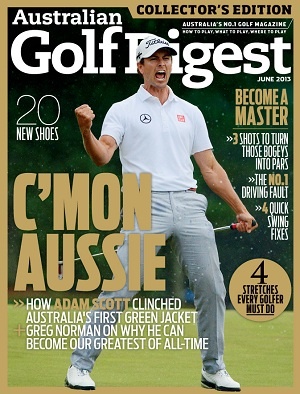 COLLECTOR'S EDITION
Australian
Golf Digest
AUSTRALIA'S NO.1 GOLF MAGAZINE
HOW TO PLAY, WHAT TO PLAY, WHERE TO PLAY
JUNE 2013
Titleist
20
NEW SHOES
BECOME A
MASTER
>>3 SHOTS TO TURN
THOSE BOGEYS
INTO PARS
>>THE NO.1
DRIVING FAULT
>>4 QUICK
SWING
FIXES
C'MON
AUSSIE
>>HOW ADAM SCOTT CLINCHED
AUSTRALIA'S FIRST GREEN JACKET
+GREG NORMAN ON WHY HE CAN
BECOME OUR GREATEST OF ALL-TIME
4
STRETCHES
EVERY GOLFER
MUST DO